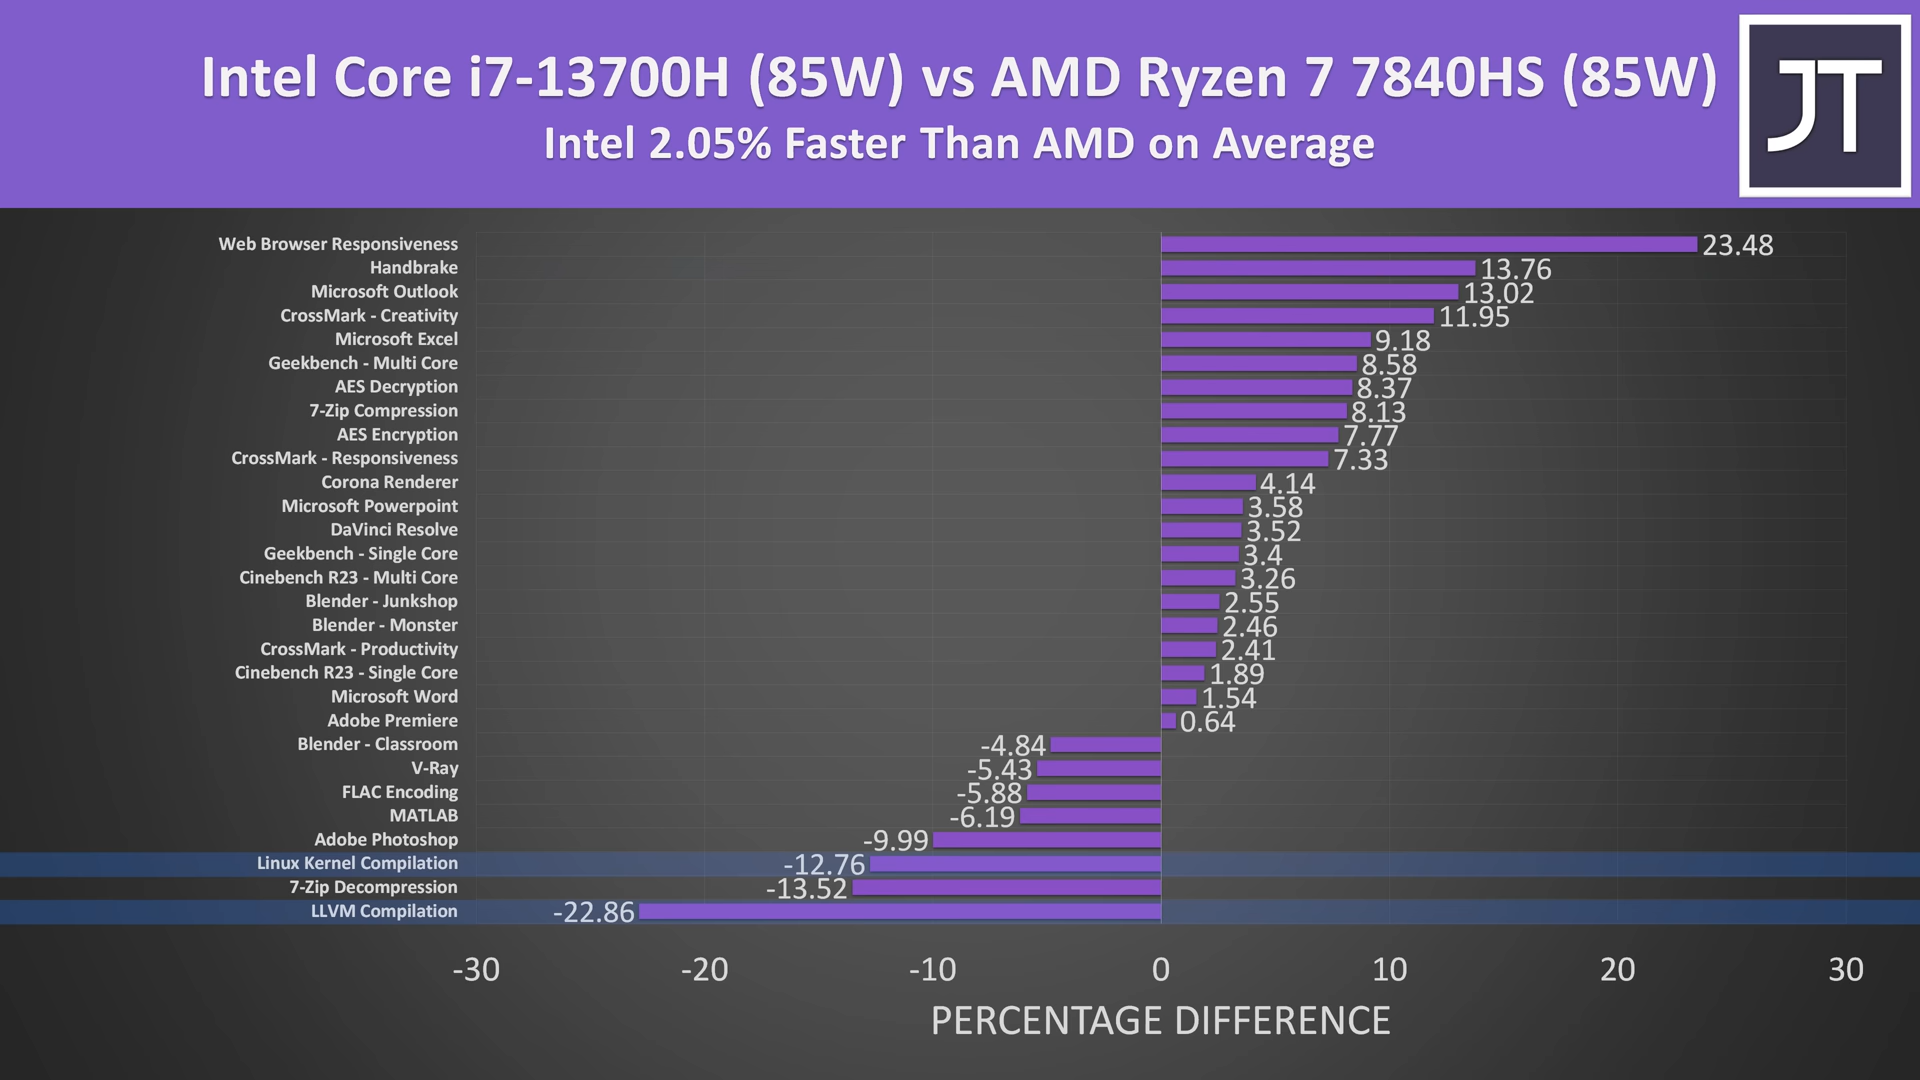 Intel Core i7-13700H (85W) vs AMD Ryzen 7 7840HS (85W)
JT
Intel 2.05% Faster Than AMD on Average
Web Browser Responsiveness 23.48
Handbrake 13.76
Microsoft Outlook 13.02
CrossMark - Creativity 11.95
Microsoft Excel 9.18
Geekbench - Multi Core 8.58
AES Decryption 8.37
7-Zip Compression 8.13
AES Encryption 7.77
CrossMark - Responsiveness 7.33
Corona Renderer 4.14
Microsoft Powerpoint 3.58
DaVinci Resolve 3.52
Geekbench - Single Core 3.4
Cinebench R23 - Multi Core 3.26
Blender - Junkshop 2.55
Blender - Monster 2.46
CrossMark - Productivity 2.41
Cinebench R23 - Single Core 1.89
Microsoft Word 1.54
Adobe Premiere 0.64
Blender - Classroom -4.84
V-Ray -5.43
FLAC Encoding -5.88
MATLAB -6.19
Adobe Photoshop -9.99
Linux Kernel Compilation -12.76
7-Zip Decompression -13.52
LLVM Compilation -22.86
-30 -20 -10 0 10 20 30
PERCENTAGE DIFFERENCE